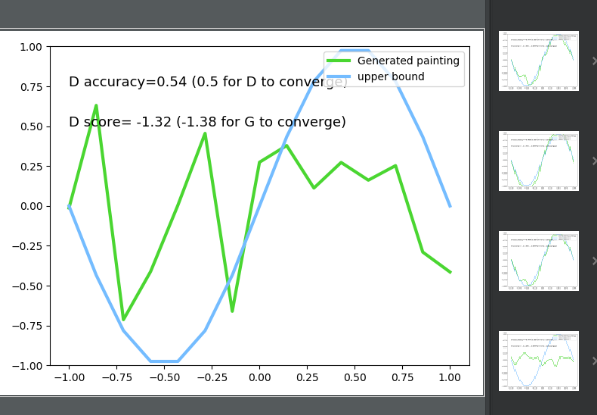 1.00
Generated painting
upper bound
0.75
D accuracy=0.54 (0.5 for D to converge)
0.50
D score= -1.32 (-1.38 for G to converge)
0.25
0.00
−0.25
−0.50
−0.75
−1.00
−1.00 −0.75 −0.50 −0.25 0.00 0.25 0.50 0.75 1.00